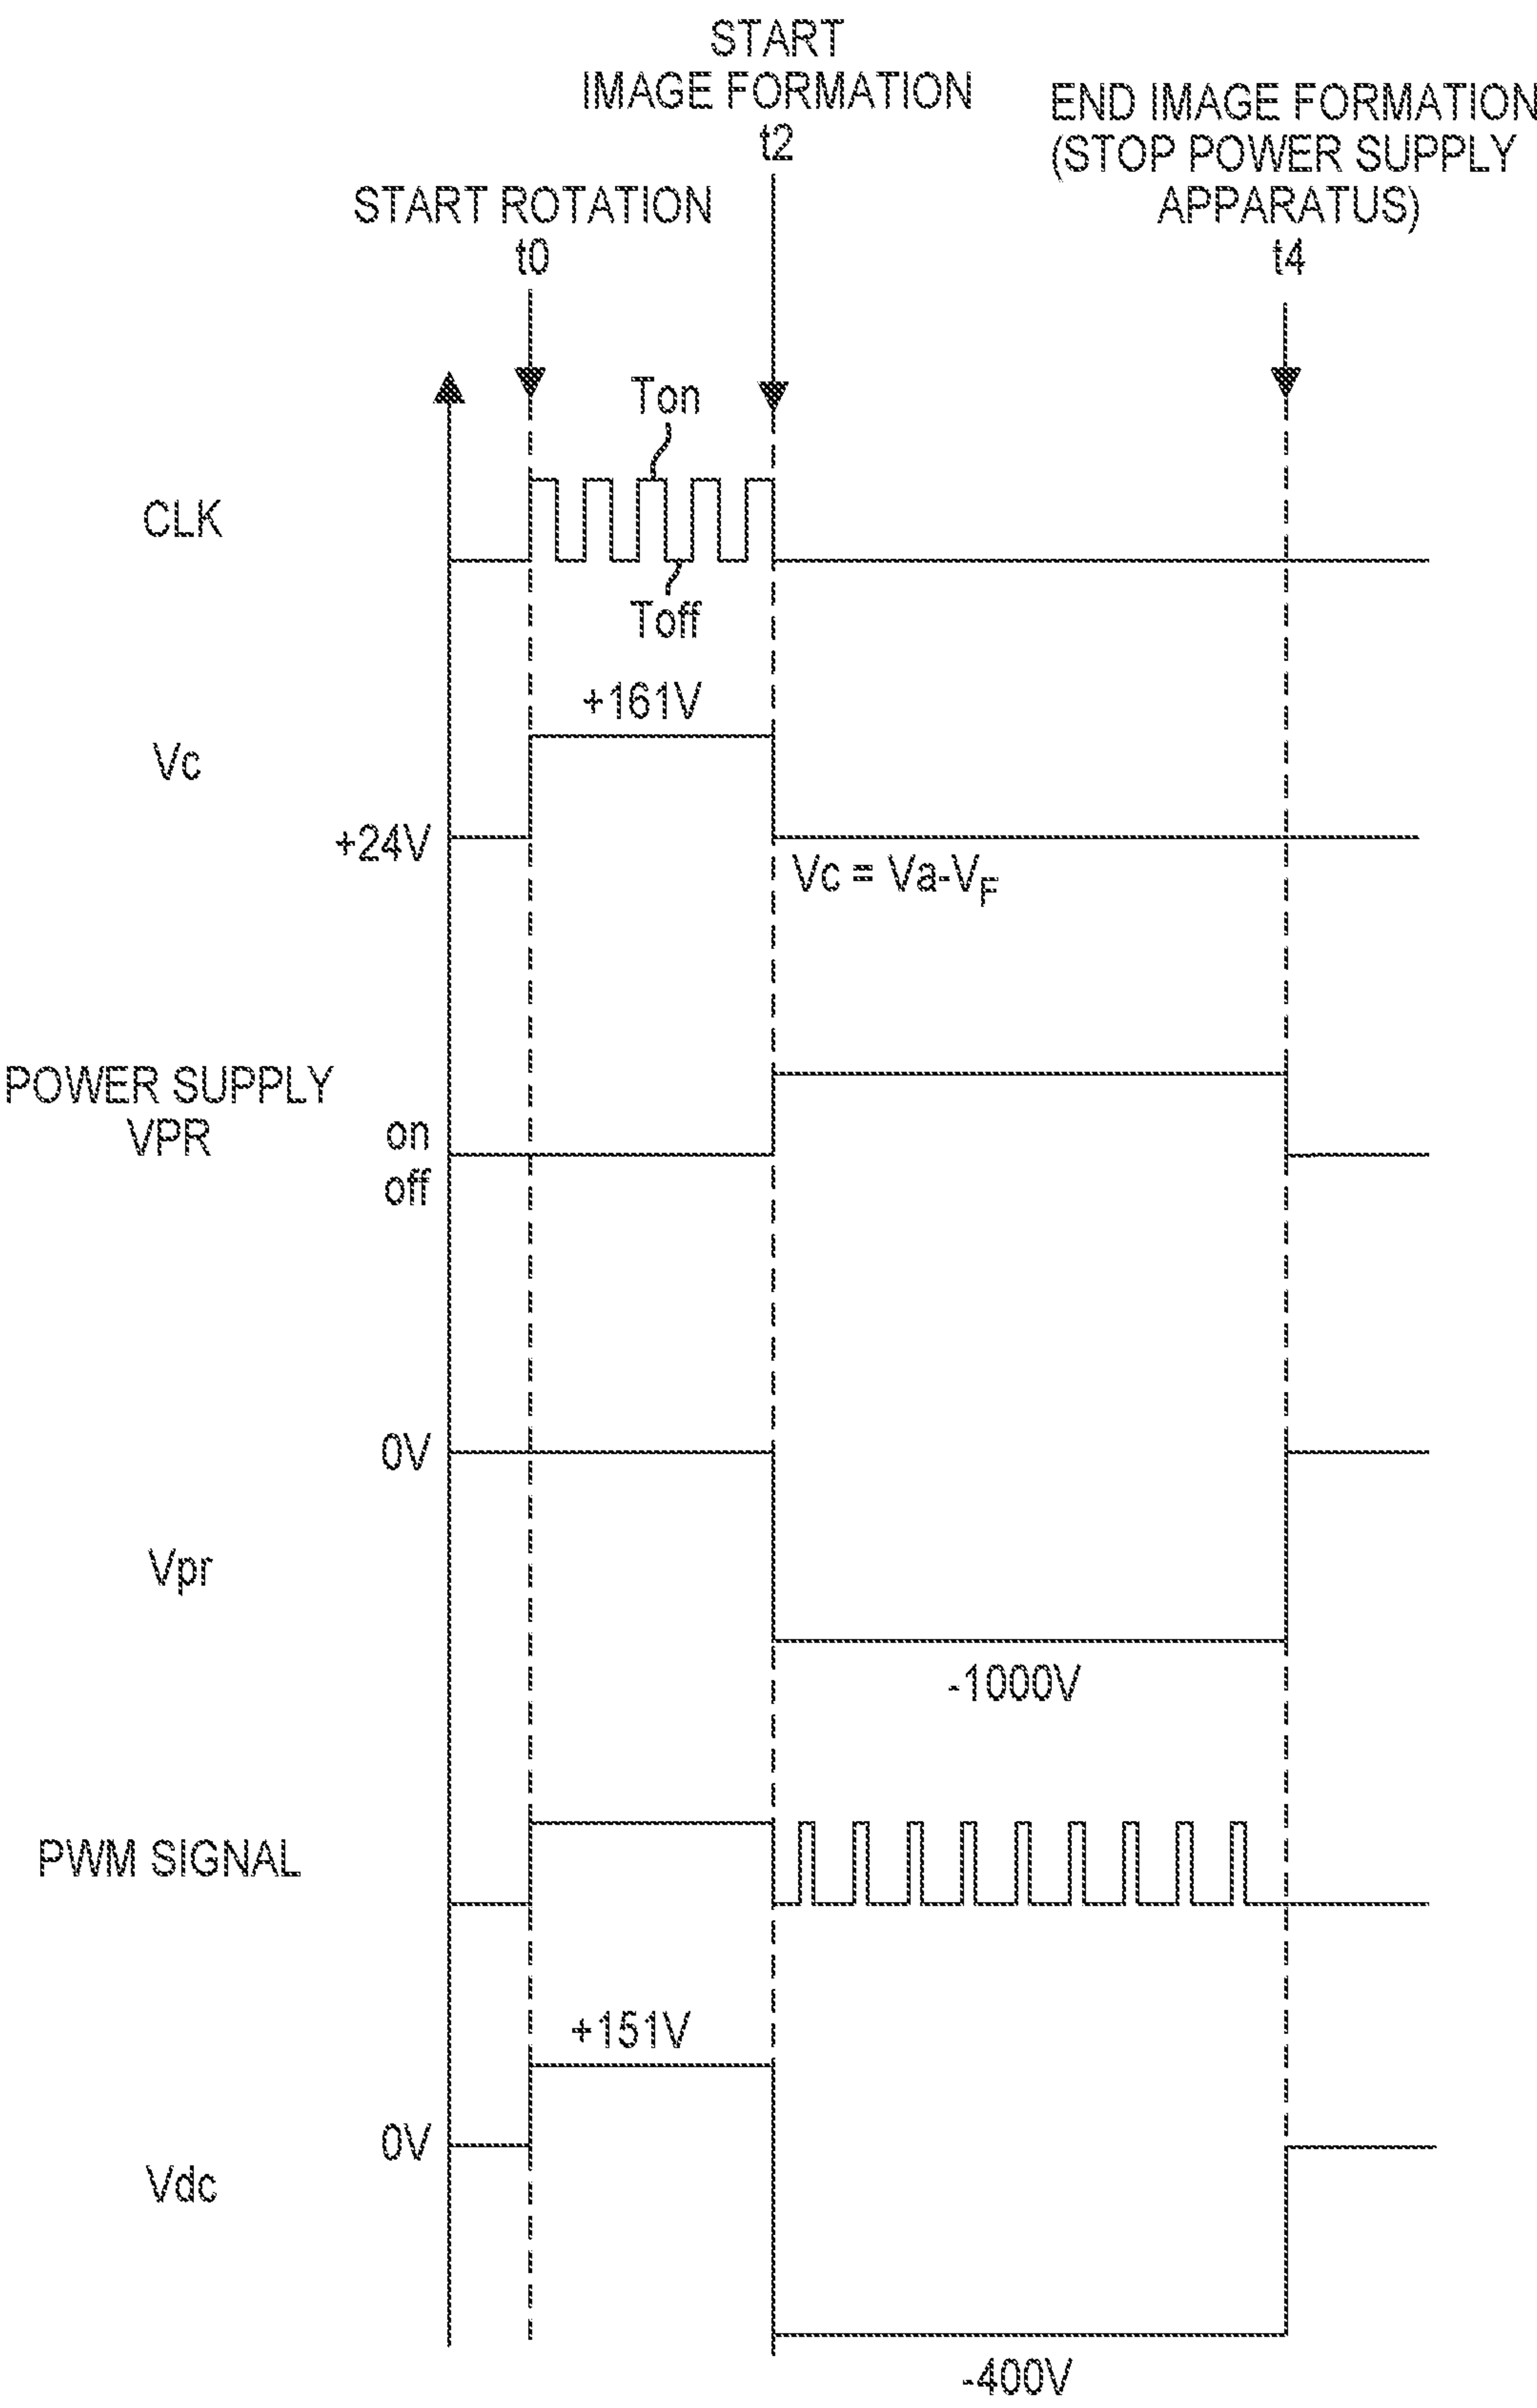 START
IMAGE FORMATION
t2
END IMAGE FORMATION
(STOP POWER SUPPLY
APPARATUS)
t4
START ROTATION
t0
Ton
CLK
Toff
+161V
Vc
+24V
Vc = Va-VF
POWER SUPPLY
VPR
on
off
0V
Vpr
-1000V
PWM SIGNAL
+151V
0V
Vdc
-400V